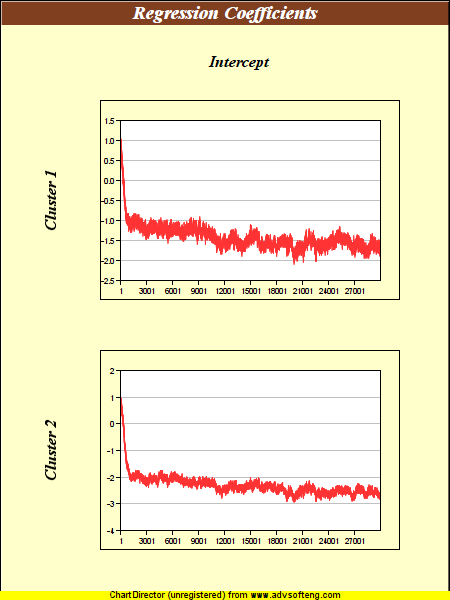 Regression Coefficients
Intercept
Cluster 1
1.5
1.0
0.5
0.0
-0.5
-1.0
-1.5
-2.0
-2.5
1 3001 6001 9001 12001 15001 18001 21001 24001 27001
Cluster 2
2
1
0
-1
-2
-3
-4
1 3001 6001 9001 12001 15001 18001 21001 24001 27001
ChartDirector (unregistered) from www.advsofteng.com